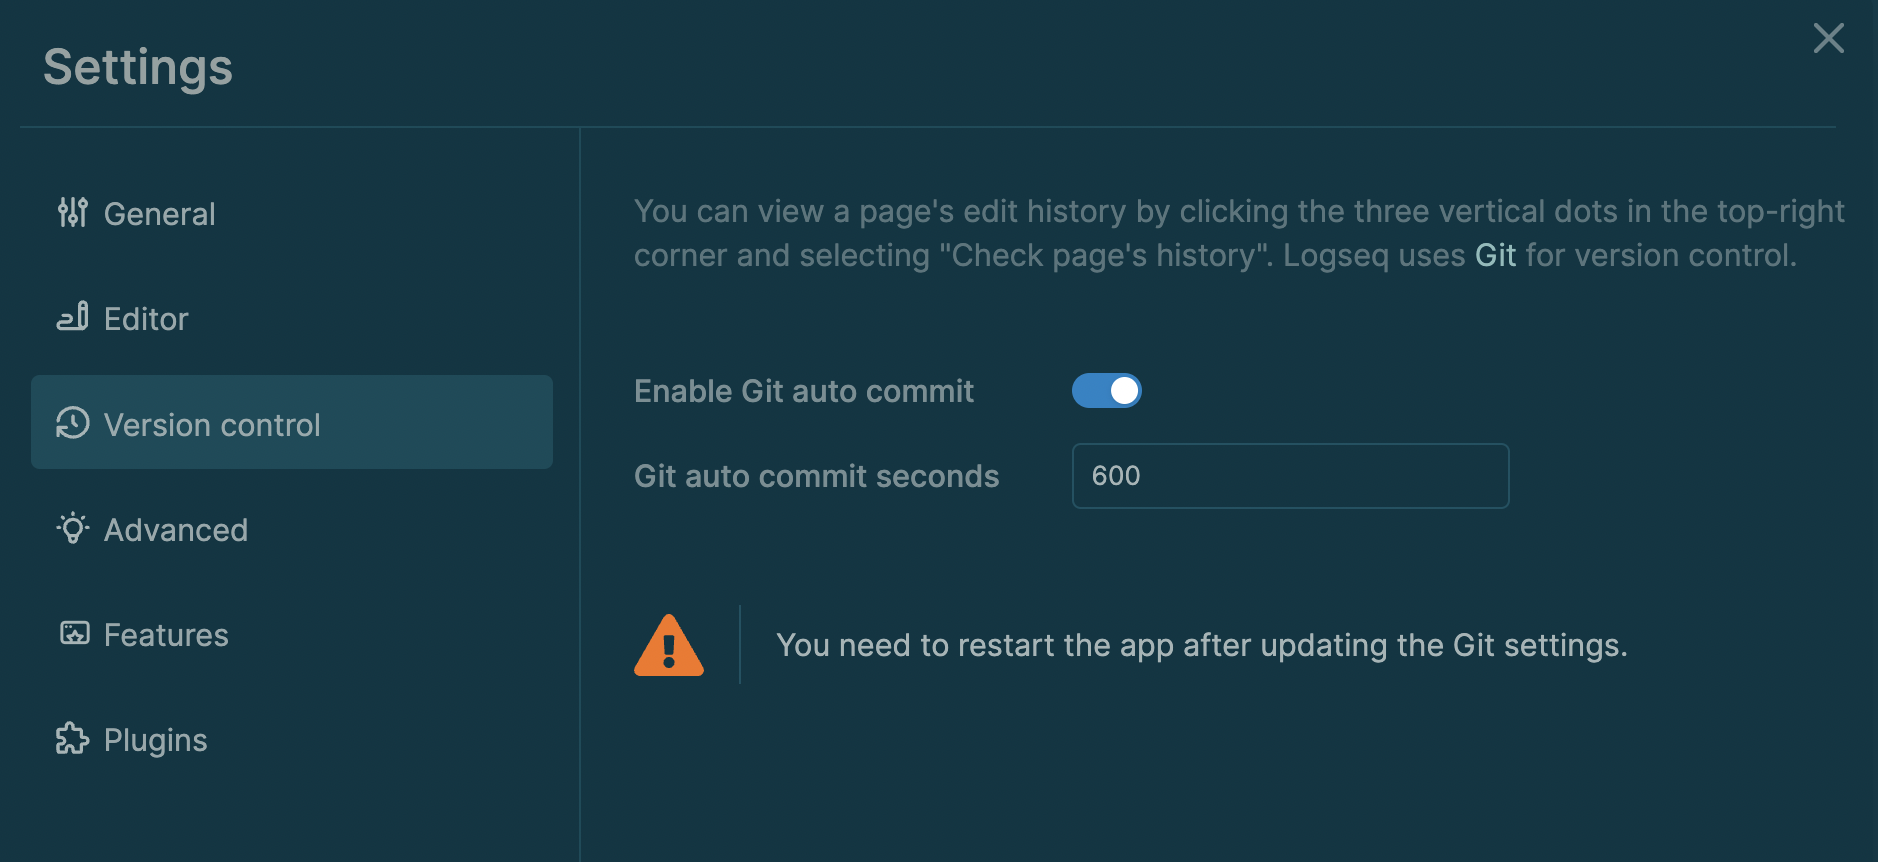 Settings
General
Editor
Version control
Advanced
Features
Plugins
You can view a page's edit history by clicking the three vertical dots in the top-right
corner and selecting "Check page's history". Logseq uses Git for version control.
Enable Git auto commit
Git auto commit seconds
600
You need to restart the app after updating the Git settings.